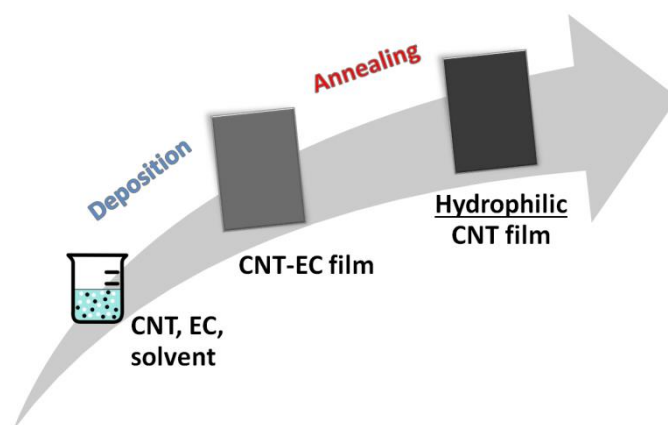 Annealing
Deposition
Hydrophilic
CNT film
CNT-EC film
CNT, EC,
solvent